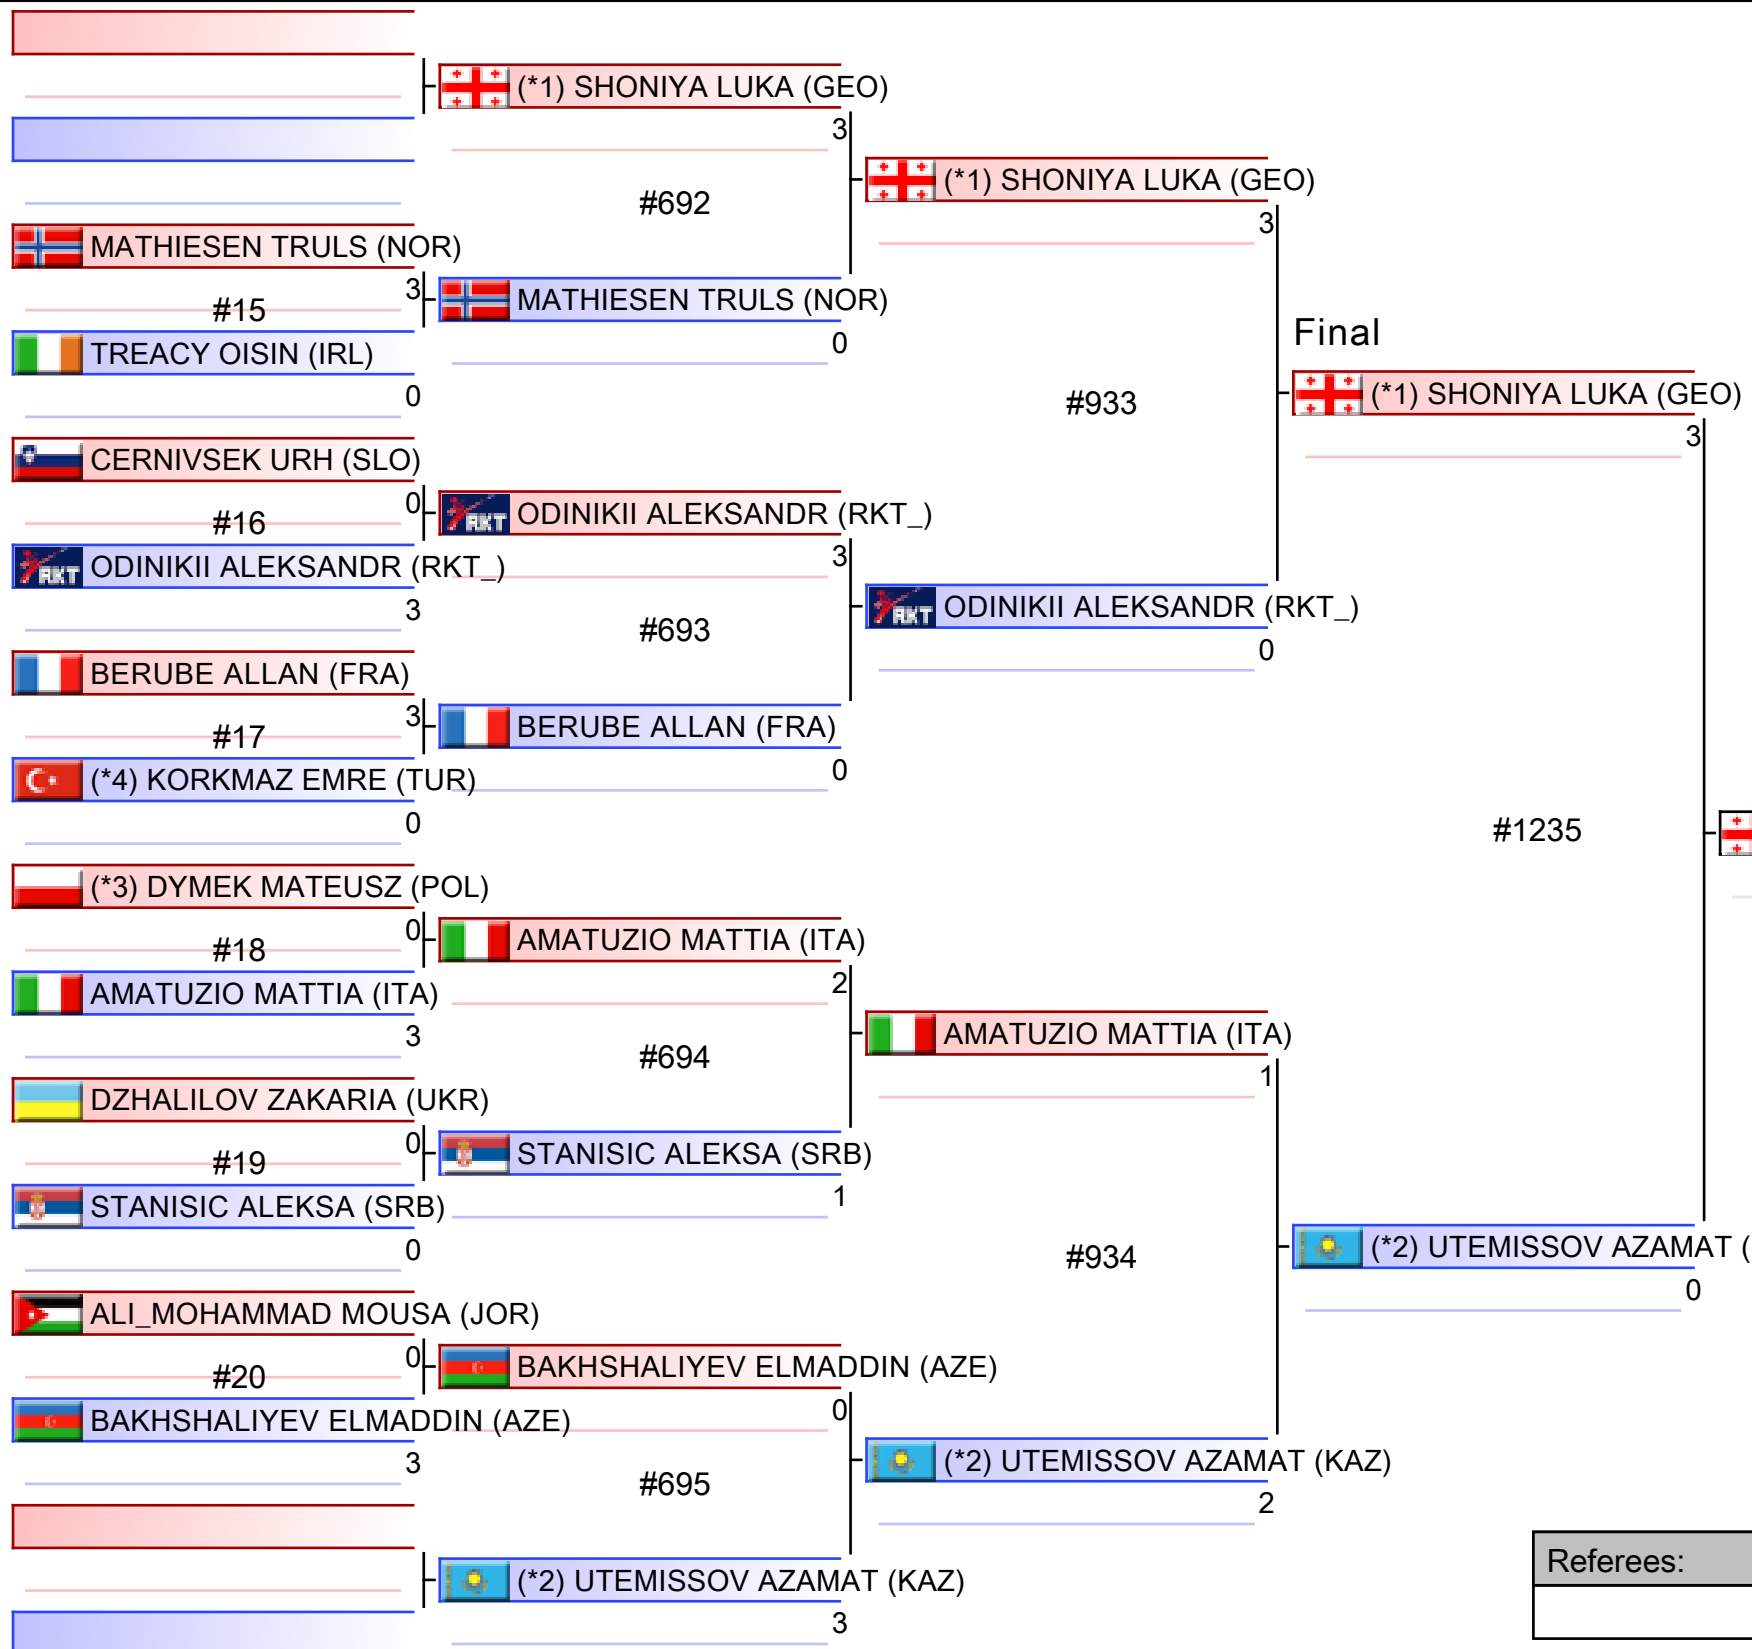 (*1) SHONIYA LUKA (GEO)
3
(*1) SHONIYA LUKA (GEO)
3
#692
MATHIESEN TRULS (NOR)
3
#15
MATHIESEN TRULS (NOR)
0
TREACY OISIN (IRL)
0
Final
(*1) SHONIYA LUKA (GEO)
3
#933
CERNIVSEK URH (SLO)
0
#16
ODINIKII ALEKSANDR (RKT_)
3
ODINIKII ALEKSANDR (RKT_)
3
ODINIKII ALEKSANDR (RKT_)
0
#693
BERUBE ALLAN (FRA)
3
#17
BERUBE ALLAN (FRA)
0
(*4) KORKMAZ EMRE (TUR)
0
#1235
(*3) DYMEK MATEUSZ (POL)
0
#18
AMATUZIO MATTIA (ITA)
2
AMATUZIO MATTIA (ITA)
3
AMATUZIO MATTIA (ITA)
1
#694
DZHALILOV ZAKARIA (UKR)
0
#19
STANISIC ALEKSA (SRB)
1
STANISIC ALEKSA (SRB)
0
#934
(*2) UTEMISSOV AZAMAT (
0
ALI_MOHAMMAD MOUSA (JOR)
0
#20
BAKHSHALIYEV ELMADDIN (AZE)
0
BAKHSHALIYEV ELMADDIN (AZE)
3
(*2) UTEMISSOV AZAMAT (KAZ)
2
#695
(*2) UTEMISSOV AZAMAT (KAZ)
3
Referees: